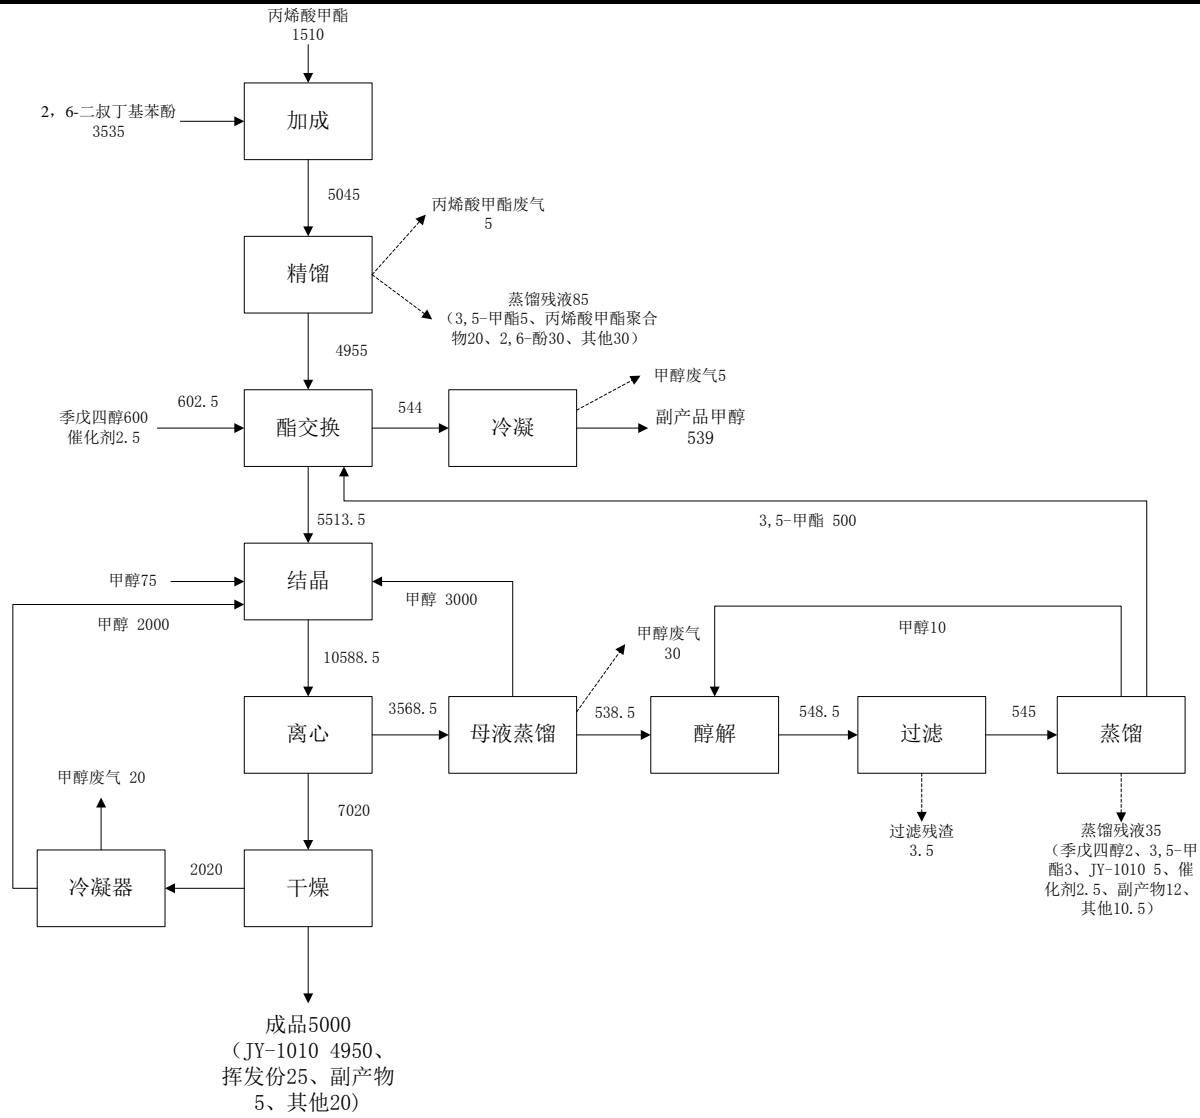 丙烯酸甲酯
1510
2，6-二叔丁基苯酚
3535
加成
5045
丙烯酸甲酯废气
5
精馏
蒸馏残液85
（3,5-甲酯5、丙烯酸甲酯聚合
物20、2,6-酚30、其他30）
4955
甲醇废气5
季戊四醇600
催化剂2.5
602.5
酯交换
544
冷凝
副产品甲醇
539
5513.5
3,5-甲酯 500
甲醇75
结晶
甲醇 3000
甲醇 2000
甲醇10
甲醇废气
30
10588.5
离心
3568.5
母液蒸馏
538.5
醇解
548.5
过滤
545
蒸馏
甲醇废气 20
7020
过滤残渣
3.5
蒸馏残液35
（季戊四醇2、3,5-甲
酯3、JY-1010 5、催
化剂2.5、副产物12、
其他10.5）
冷凝器
2020
干燥
成品5000
（JY-1010 4950、
挥发份25、副产物
5、其他20）